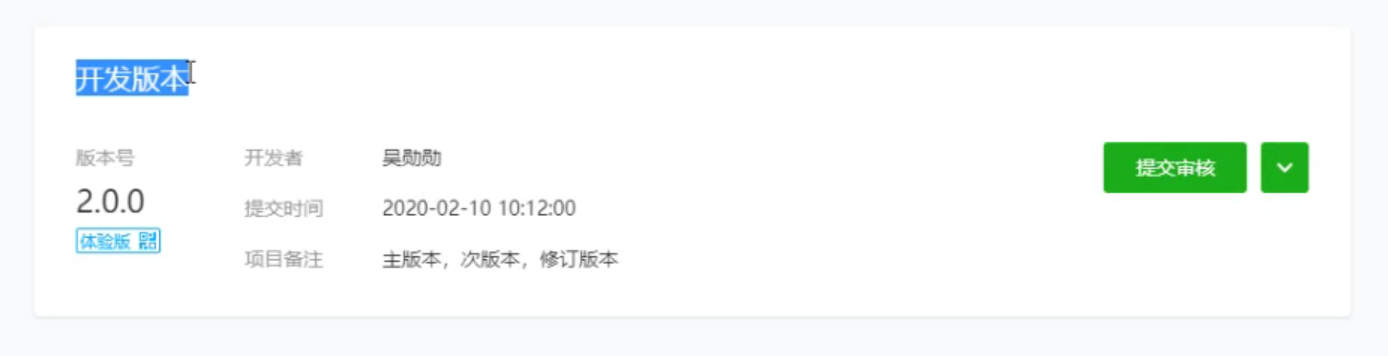 开发版本
版本号
2.0.0
体验版
开发者 吴勋勋
提交时间 2020-02-10 10:12:00
项目备注 主版本，次版本，修订版本
提交审核